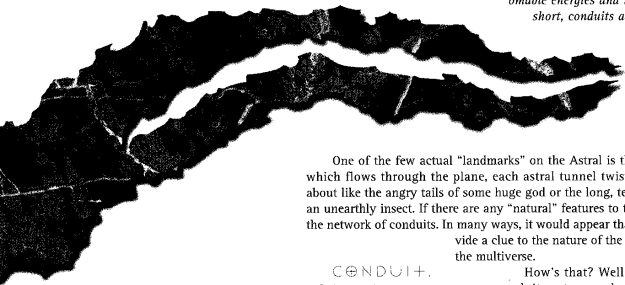 omable energies and
short, conduits a
One of the few actual “landmarks” on the Astral is
which flows through the plane, each astral tunnel twis
about like the angry tails of some huge god or the long, te
an unearthly insect. If there are any “natural” features to
the network of conduits. In many ways, it would appear th
vide a clue to the nature of the
the multiverse.
CONDUIT.
How's that? Well